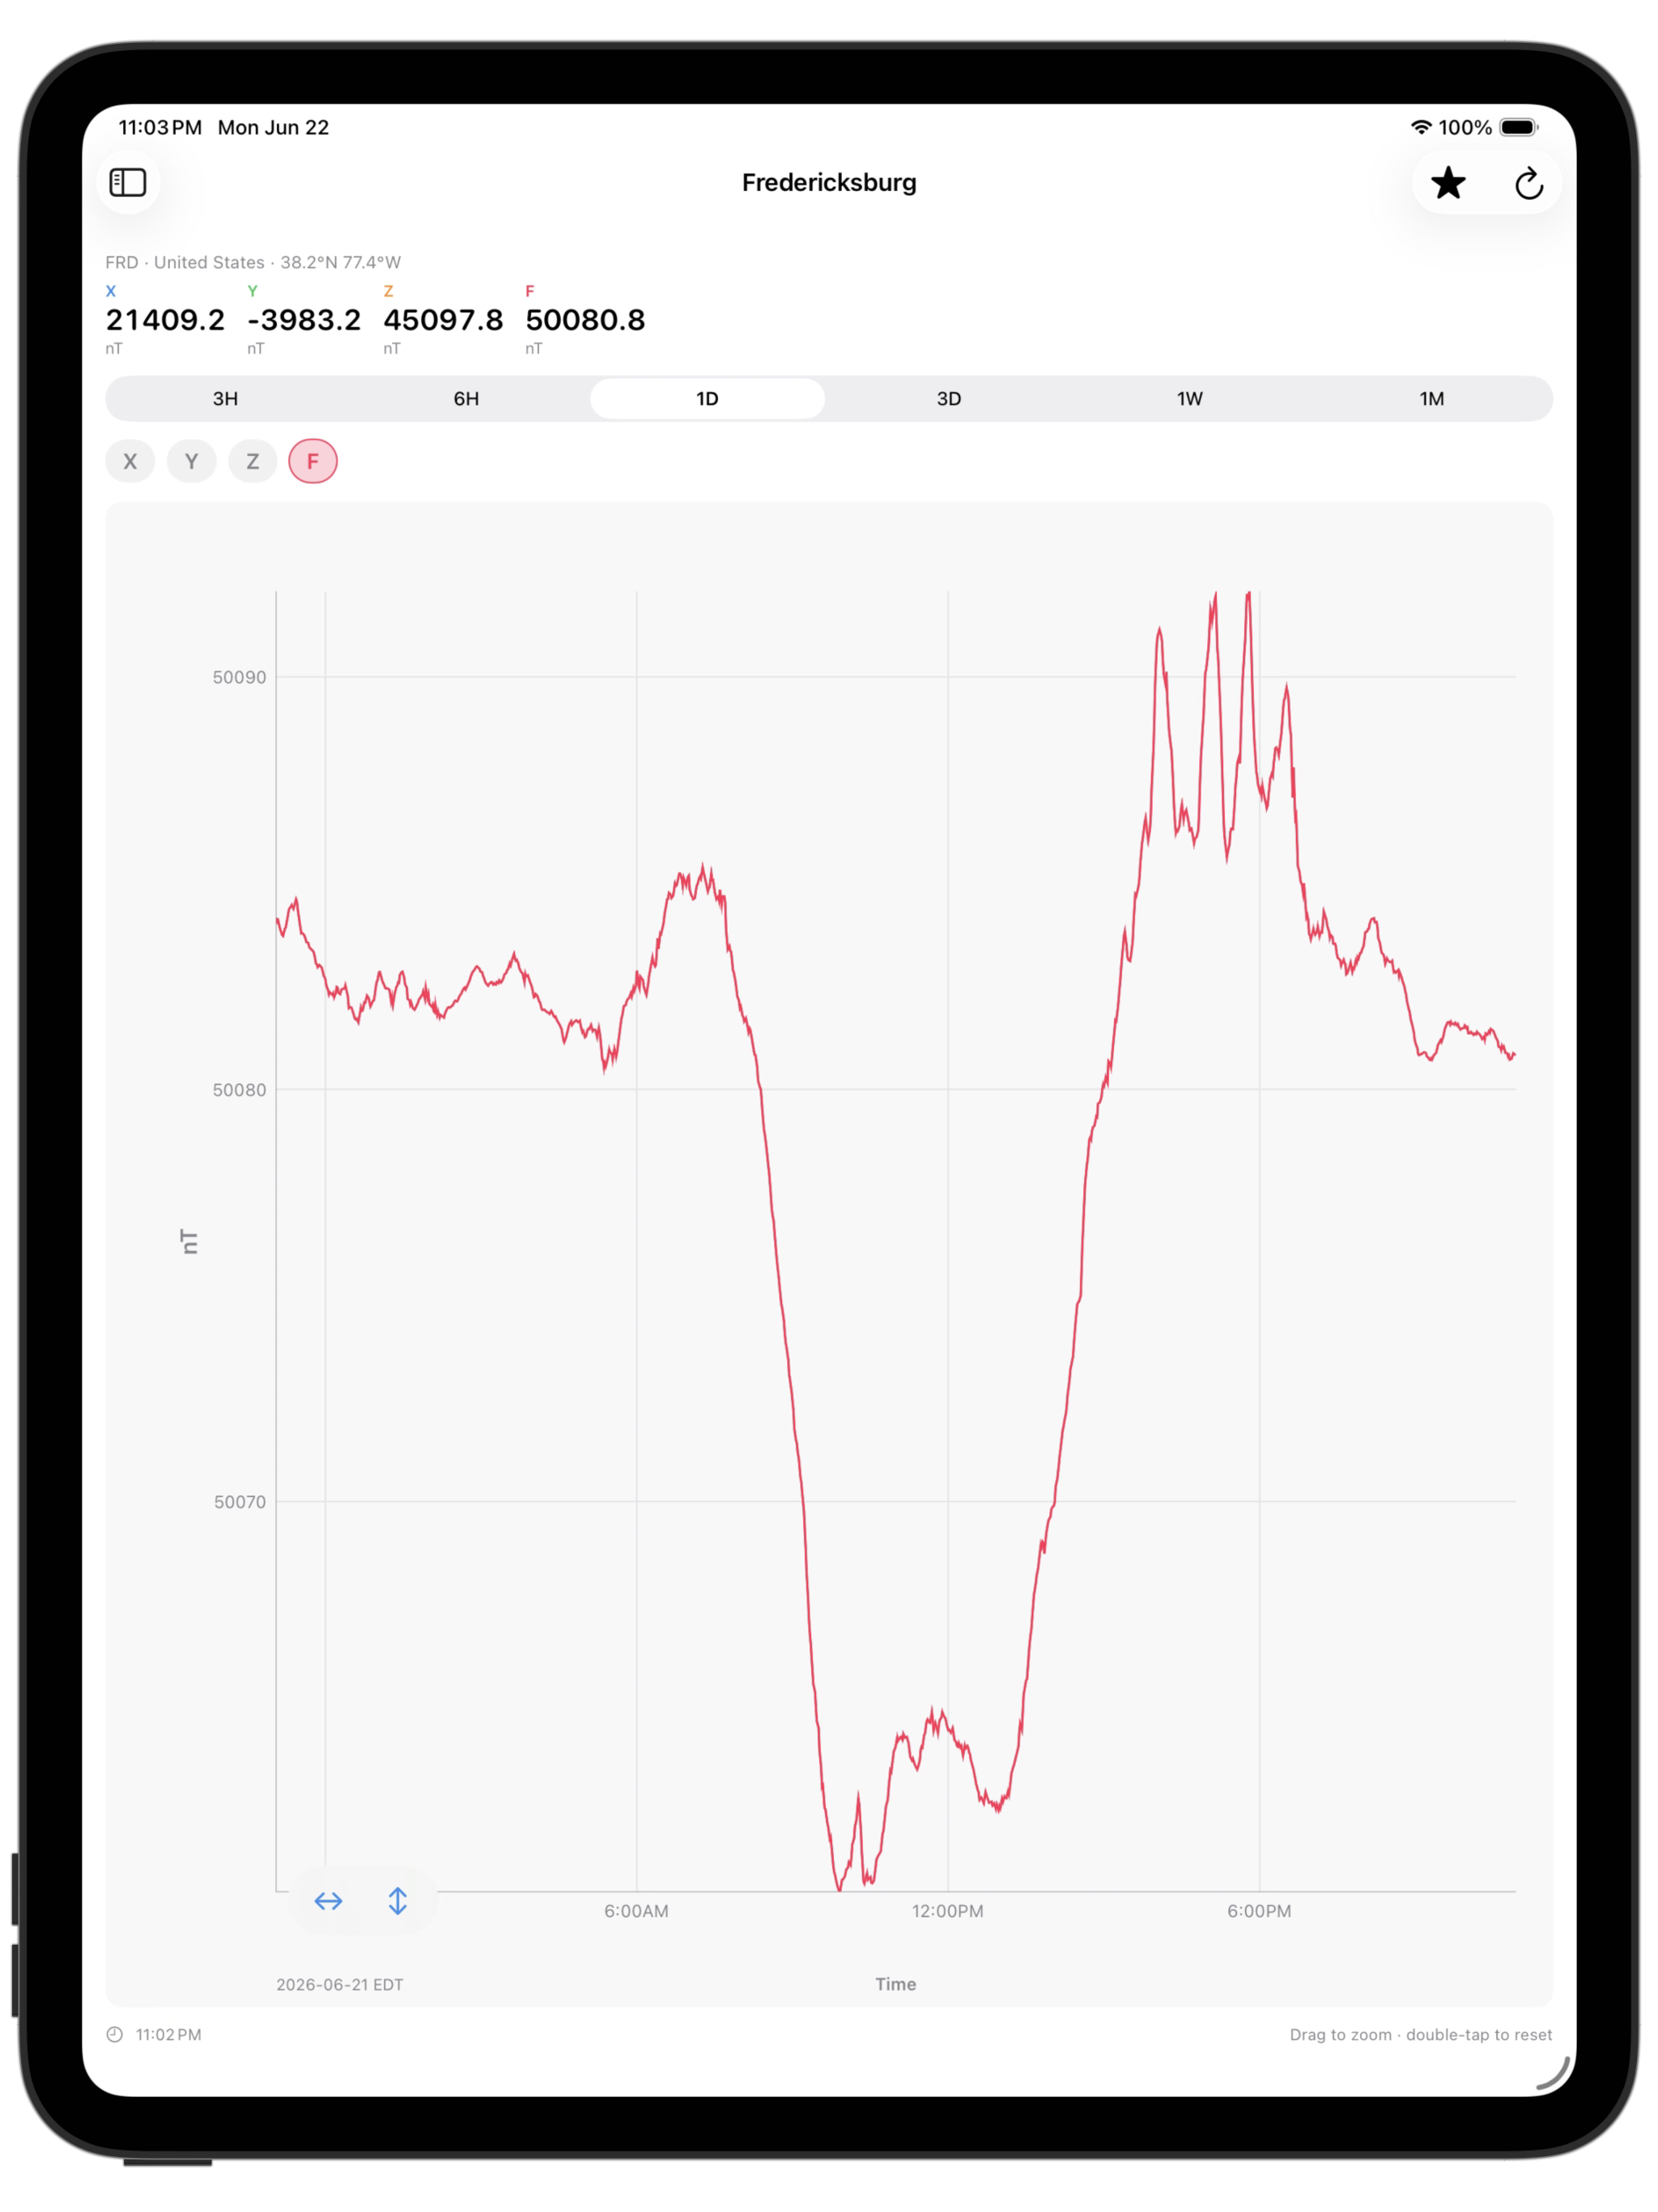 11:03 PM Mon Jun 22
100%
Fredericksburg
FRD · United States · 38.2°N 77.4°W
X Y Z F
21409.2 -3983.2 45097.8 50080.8
nT nT nT nT
3H 6H 1D 3D 1W 1M
X Y Z F
50090
50080
nT
50070
6:00AM 12:00PM 6:00PM
2026-06-21 EDT Time
11:02 PM Drag to zoom · double-tap to reset